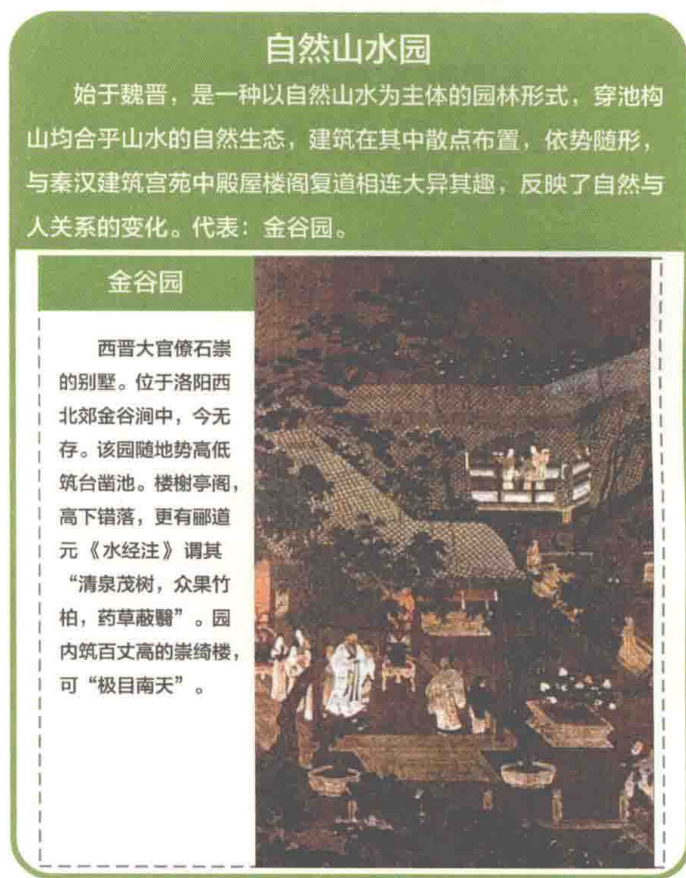 自然山水园
始于魏晋，是一种以自然山水为主体的园林形式，穿池构
山均合乎山水的自然生态，建筑在其中散点布置，依势随形，
与秦汉建筑宫苑中殿屋楼阁复道相连大异其趣，反映了自然与
人关系的变化。代表：金谷园。
金谷园
西晋大官僚石崇
的别墅。位于洛阳西
北郊金谷涧中，今无
存。该园随地势高低
筑台凿池。楼榭亭阁，
高下错落，更有郦道
元《水经注》谓其
“清泉茂树，众果竹
柏，药草蔽翳”。园
内筑百丈高的崇绮楼，
可“极目南天”。